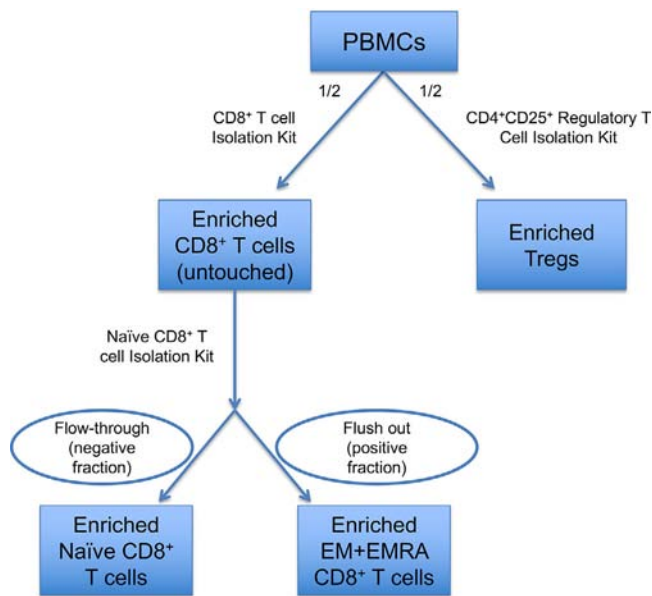 PBMCs
1/2
1/2
CD8⁺ T cell
Isolation Kit
CD4⁺CD25⁺ Regulatory T
Cell Isolation Kit
Enriched
CD8⁺ T cells
(untouched)
Enriched
Tregs
Naïve CD8⁺ T
cell Isolation Kit
Flow-through
(negative
fraction)
Flush out
(positive
fraction)
Enriched
Naïve CD8⁺
T cells
Enriched
EM+EMRA
CD8⁺ T cells